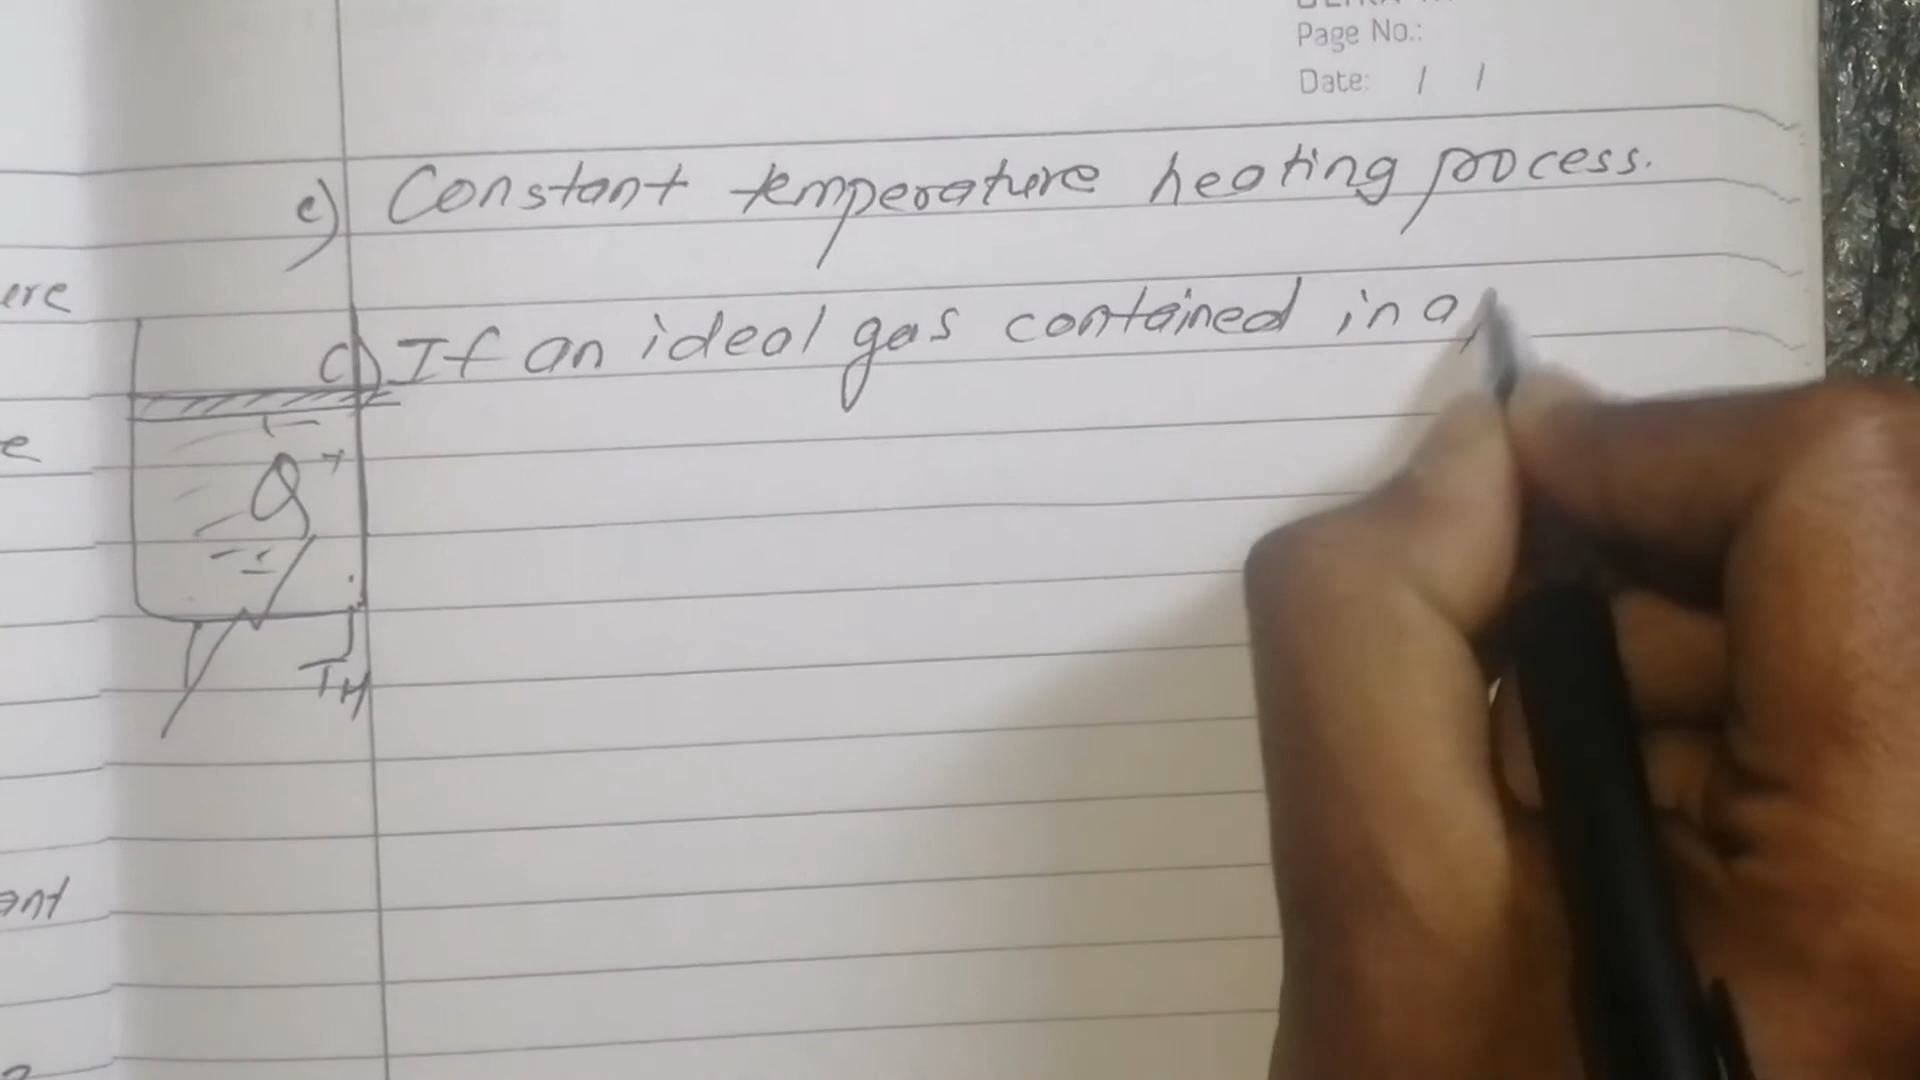 Page No.:
Date: / /
c) Constant temperature heating process.
c) If an ideal gas contained in a
ere
e
Q
TH
ant